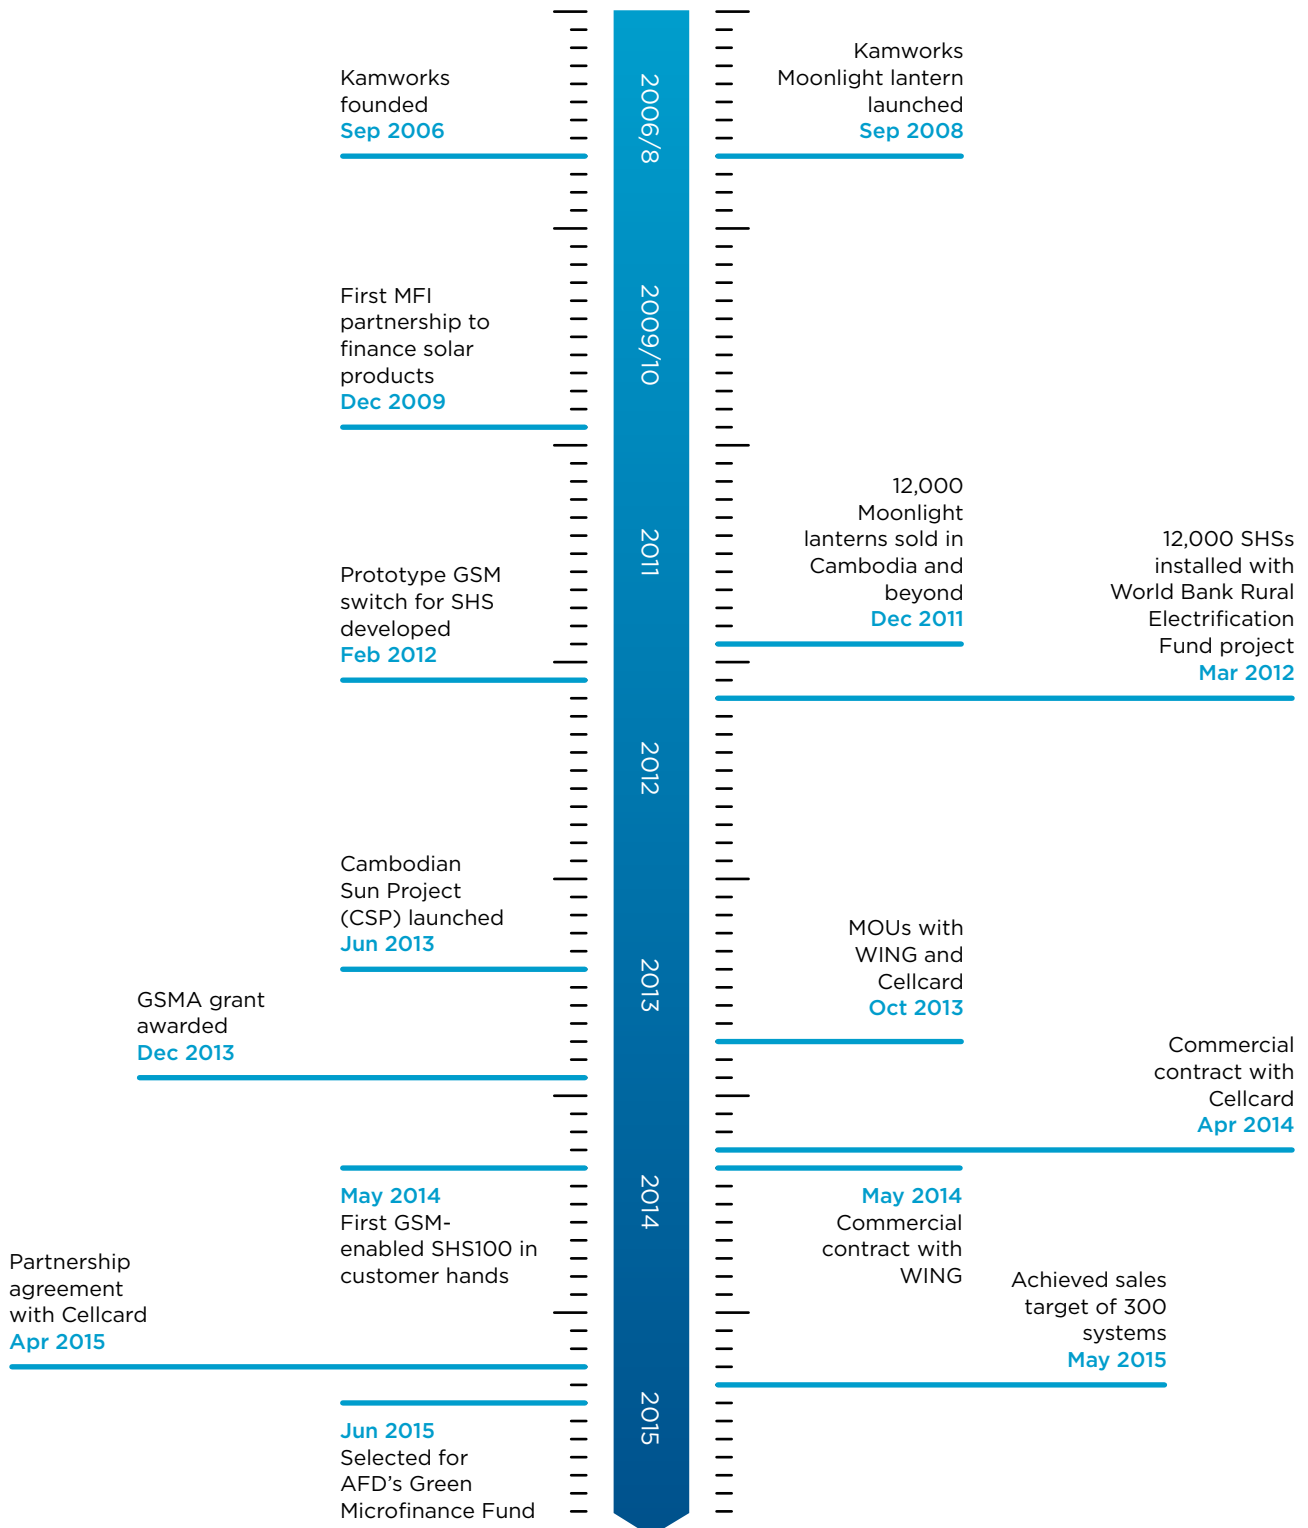 Kamworks
founded
Sep 2006
Kamworks
Moonlight lantern
launched
Sep 2008
2006/8
First MFI
partnership to
finance solar
products
Dec 2009
2009/10
12,000
Moonlight
lanterns sold in
Cambodia and
beyond
Dec 2011
2011
Prototype GSM
switch for SHS
developed
Feb 2012
12,000 SHSs
installed with
World Bank Rural
Electrification
Fund project
Mar 2012
2012
Cambodian
Sun Project
(CSP) launched
Jun 2013
MOUs with
WING and
Cellcard
Oct 2013
2013
GSMA grant
awarded
Dec 2013
Commercial
contract with
Cellcard
Apr 2014
May 2014
First GSM-
enabled SHS100 in
customer hands
2014
May 2014
Commercial
contract with
WING
Partnership
agreement
with Cellcard
Apr 2015
Achieved sales
target of 300
systems
May 2015
2015
Jun 2015
Selected for
AFD's Green
Microfinance Fund